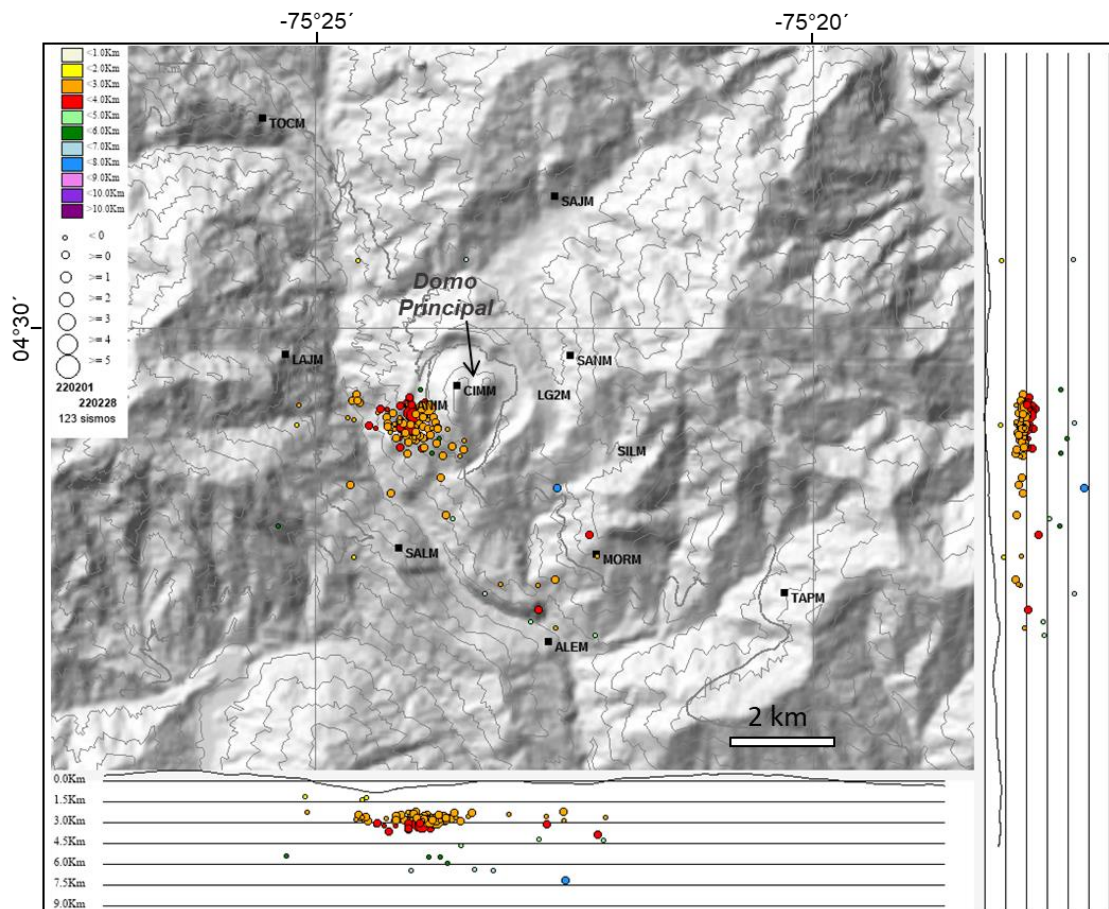 -75°25´
-75°20´
04°30´
<1.0Km
<2.0Km
<3.0Km
<4.0Km
<5.0Km
<6.0Km
<7.0Km
<8.0Km
<9.0Km
<10.0Km
>10.0Km
< 0
>= 0
>= 1
>= 2
>= 3
>= 4
>= 5
220201
220228
123 sismos
TOCM
SAJM
Domo
Principal
LAJM
SANM
CIMM
LG2M
SILM
SALM
MORM
TAPM
ALEM
2 km
0.0Km
1.5Km
3.0Km
4.5Km
6.0Km
7.5Km
9.0Km